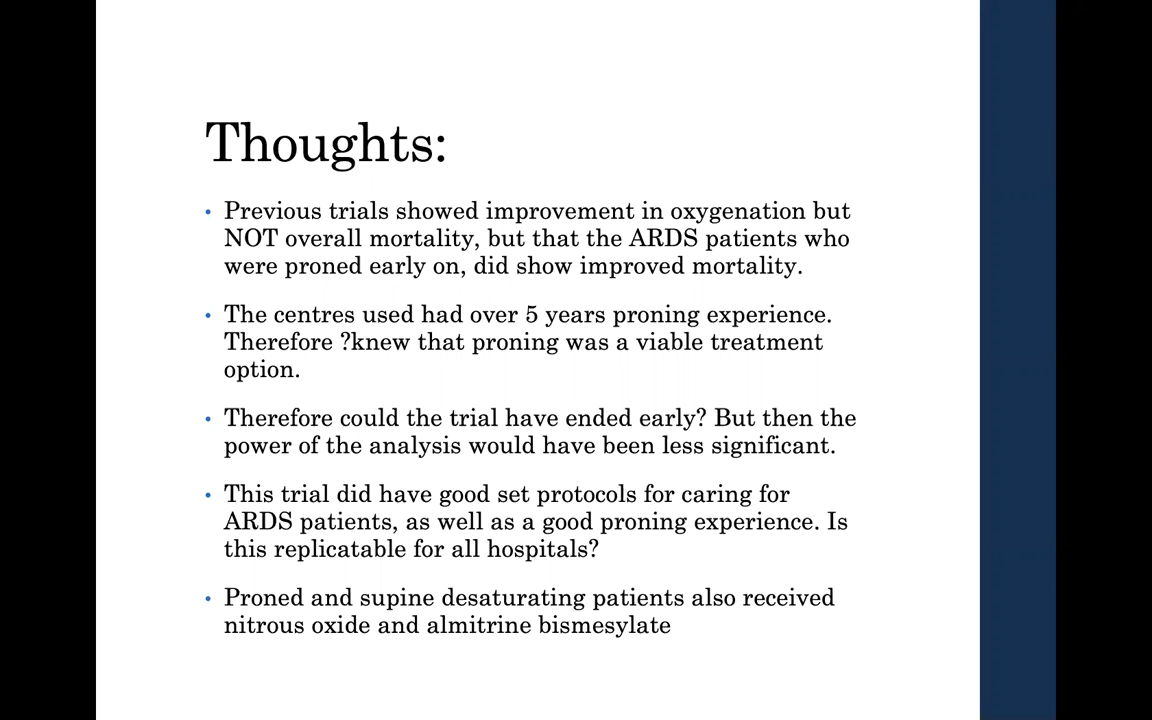 Thoughts:
• Previous trials showed improvement in oxygenation but
NOT overall mortality, but that the ARDS patients who
were proned early on, did show improved mortality.
• The centres used had over 5 years proning experience.
Therefore ?knew that proning was a viable treatment
option.
• Therefore could the trial have ended early? But then the
power of the analysis would have been less significant.
• This trial did have good set protocols for caring for
ARDS patients, as well as a good proning experience. Is
this replicatable for all hospitals?
• Proned and supine desaturating patients also received
nitrous oxide and almitrine bismesylate